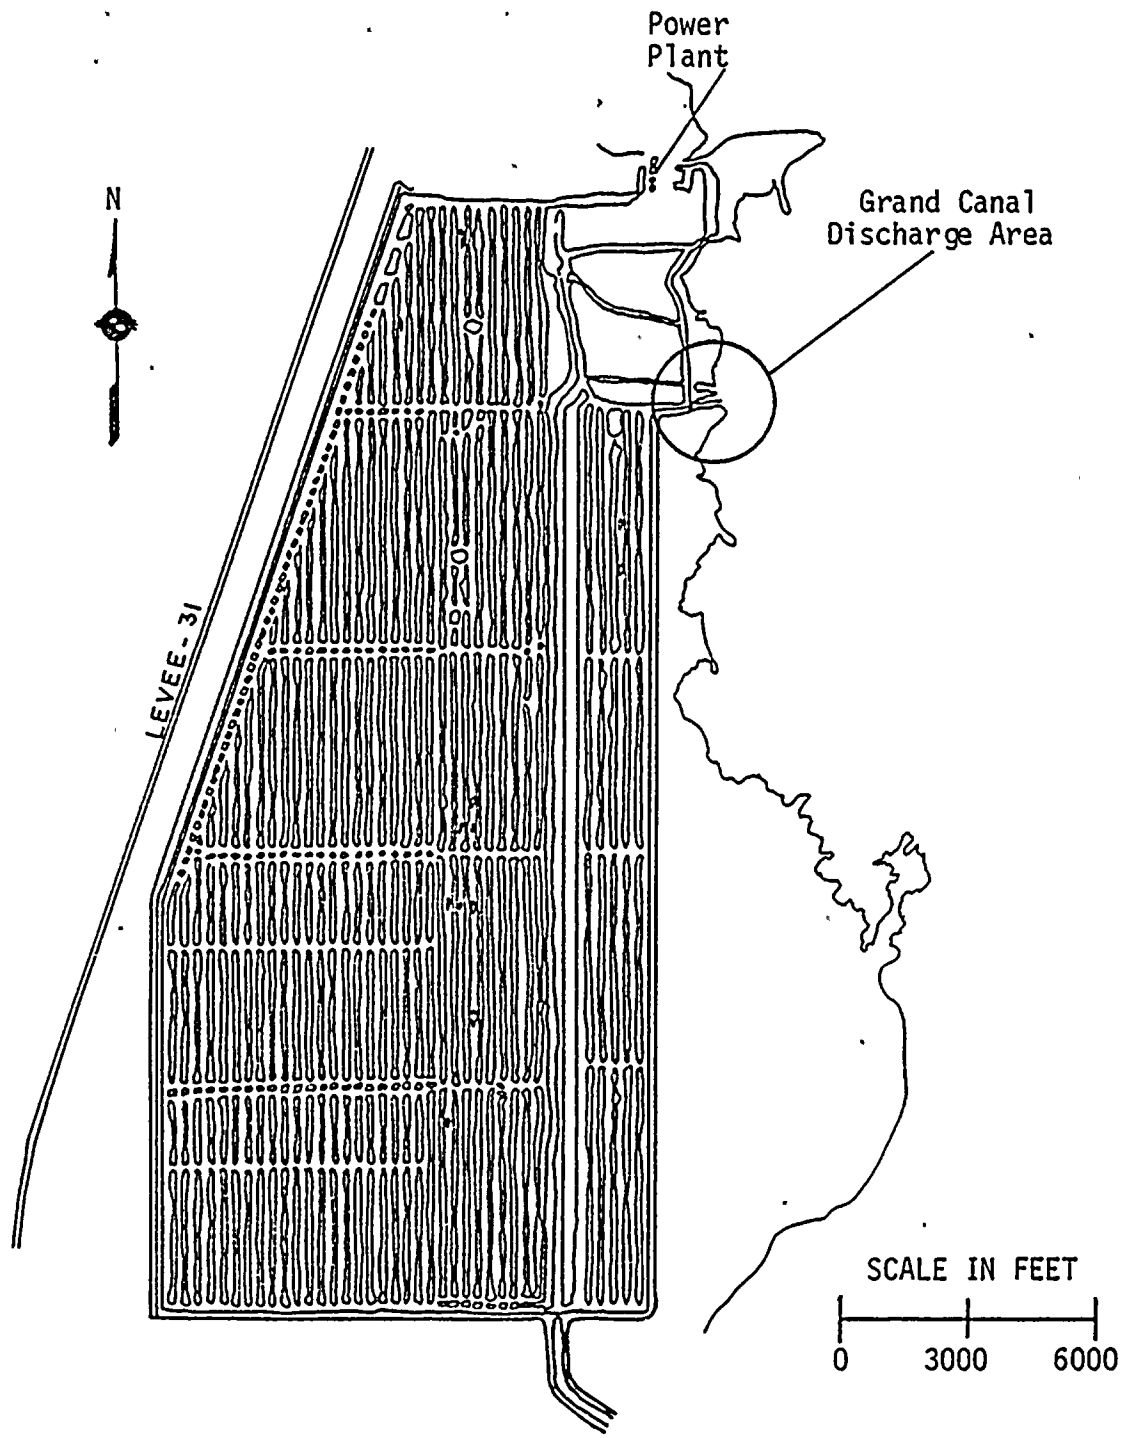 Power
Plant
N
Grand Canal
Discharge Area
LEVEE - 31
SCALE IN FEET
0 3000 6000